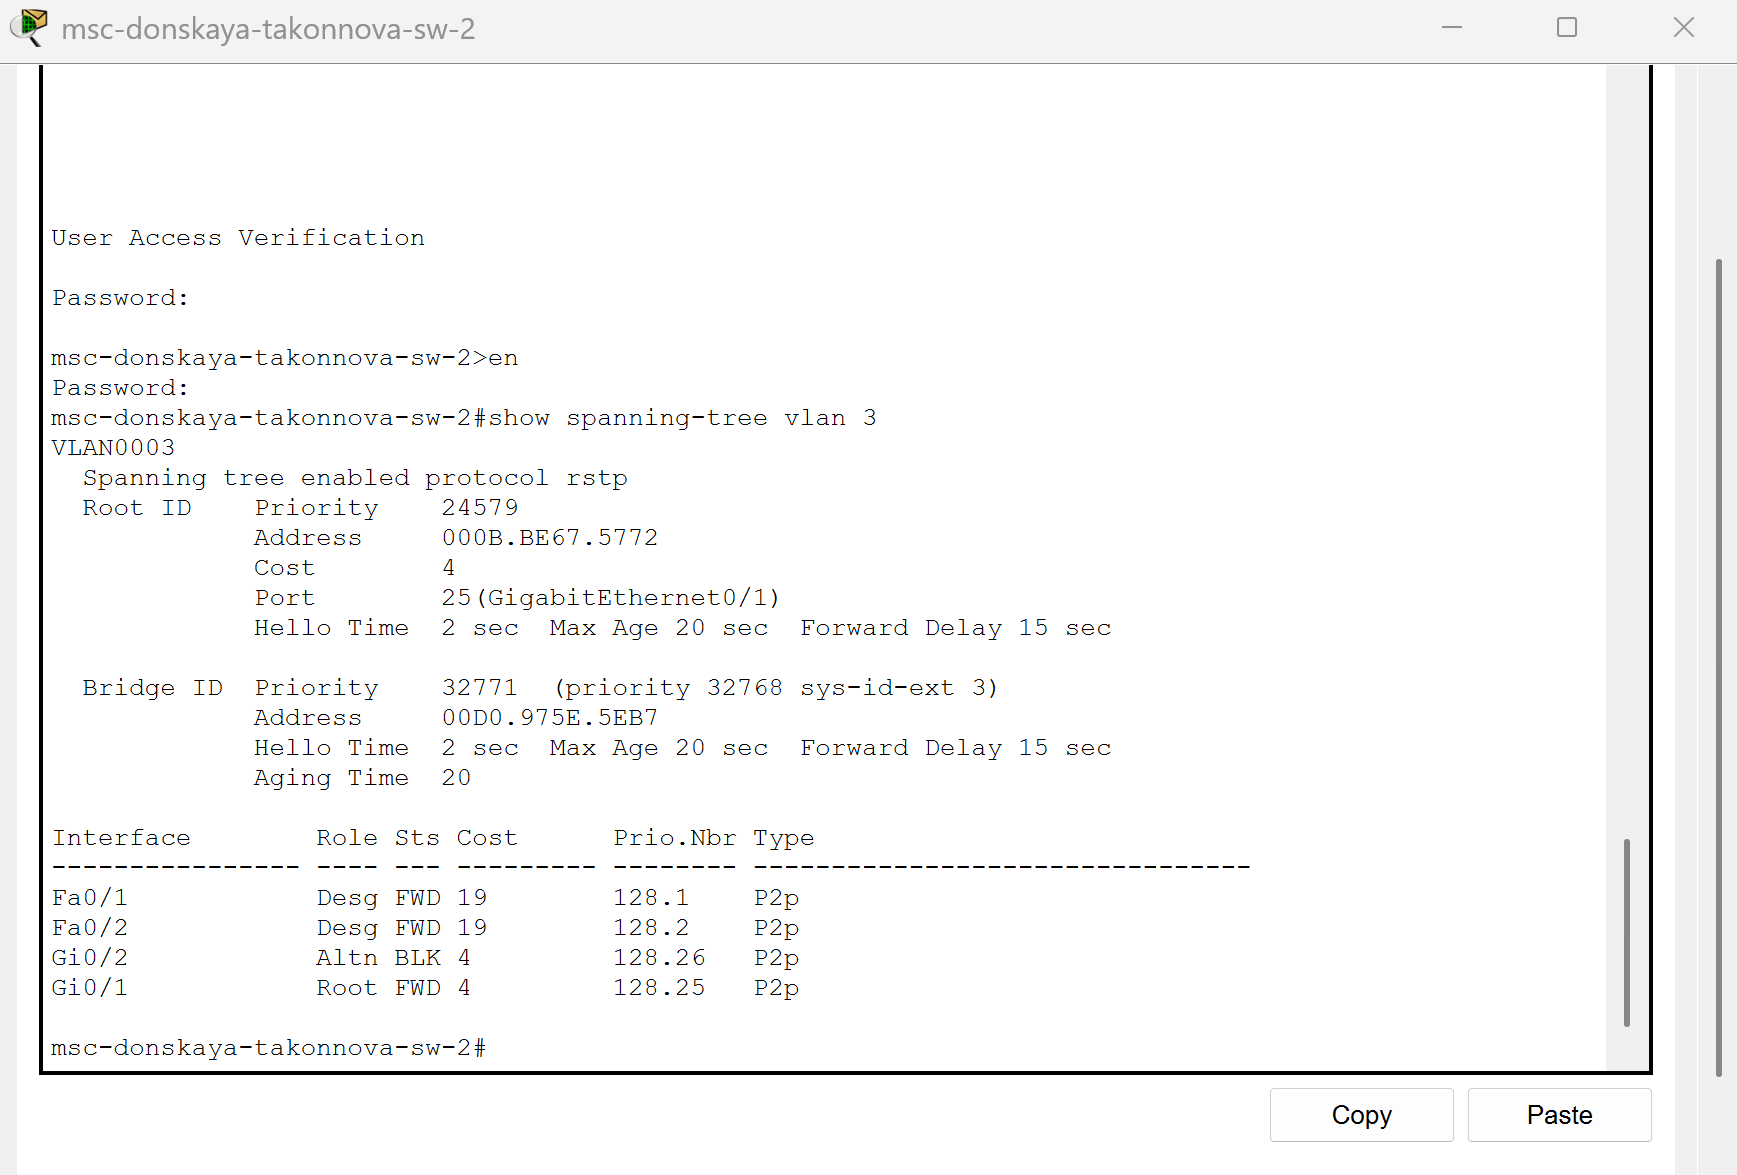 msc-donskaya-takonnova-sw-2
User Access Verification
Password:
msc-donskaya-takonnova-sw-2>en
Password:
msc-donskaya-takonnova-sw-2#show spanning-tree vlan 3
VLAN0003
  Spanning tree enabled protocol rstp
  Root ID    Priority    24579
             Address     000B.BE67.5772
             Cost        4
             Port        25(GigabitEthernet0/1)
             Hello Time  2 sec  Max Age 20 sec  Forward Delay 15 sec
  Bridge ID  Priority    32771  (priority 32768 sys-id-ext 3)
             Address     00D0.975E.5EB7
             Hello Time  2 sec  Max Age 20 sec  Forward Delay 15 sec
             Aging Time  20
Interface        Role Sts Cost      Prio.Nbr Type
---------------- ---- --- --------- -------- --------------------------------
Fa0/1            Desg FWD 19        128.1    P2p
Fa0/2            Desg FWD 19        128.2    P2p
Gi0/2            Altn BLK 4         128.26   P2p
Gi0/1            Root FWD 4         128.25   P2p
msc-donskaya-takonnova-sw-2#
Copy Paste